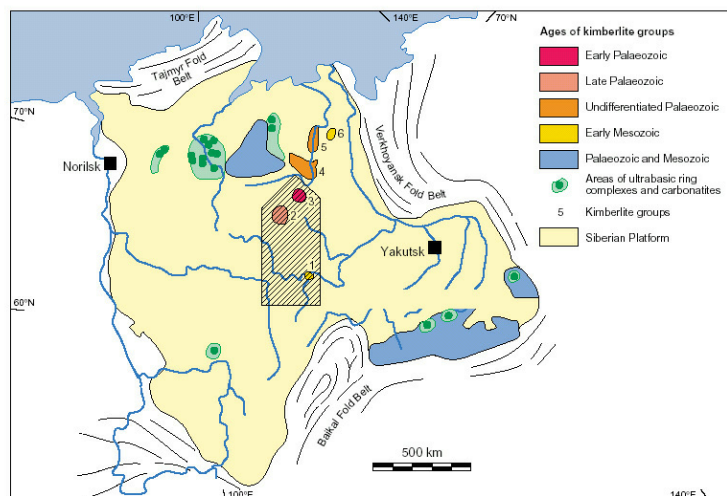 100°E
140°E
70°N
Ages of kimberlite groups
Early Palaeozoic
Late Palaeozoic
Undifferentiated Palaeozoic
Early Mesozoic
Palaeozoic and Mesozoic
Areas of ultrabasic ring
complexes and carbonatites
5 Kimberlite groups
Siberian Platform
Tajmyr Fold
Belt
70°N
Norilsk
6
5
4
3
2
1
Verkhoyansk Fold Belt
Yakutsk
60°N
Baikal Fold Belt
500 km
100°E
140°E